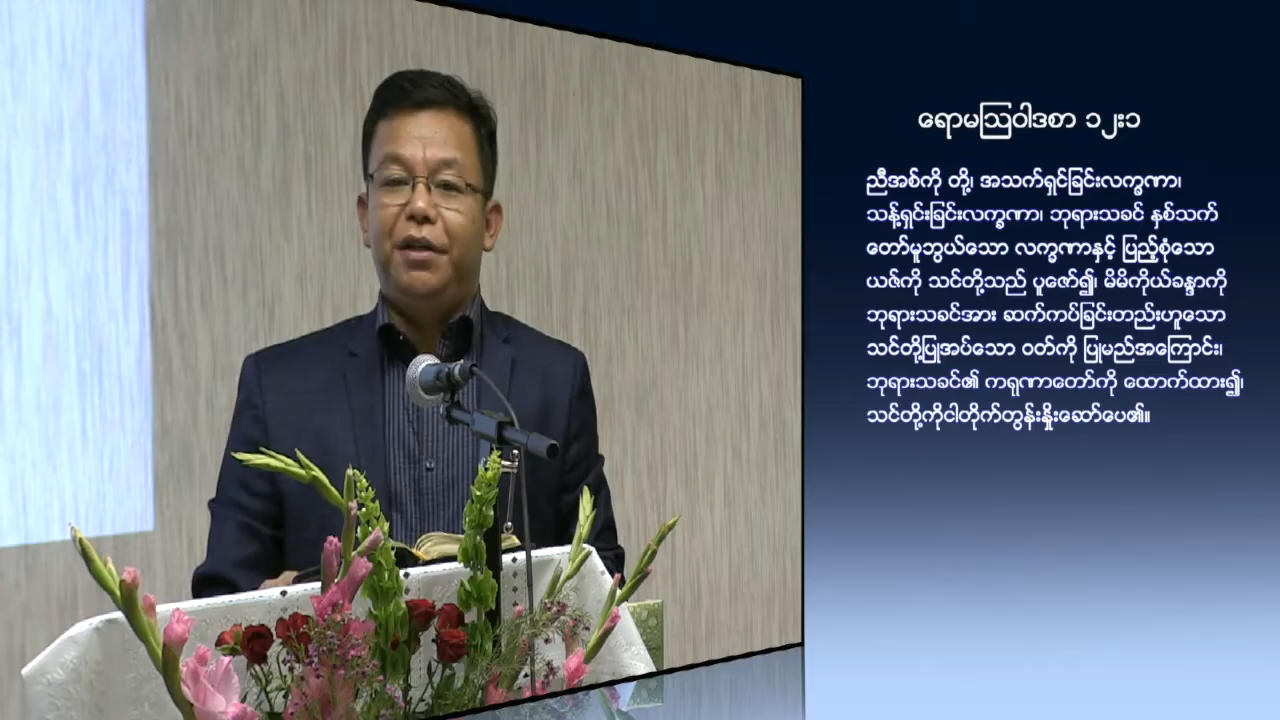 ရောမဩဝါဒစာ ၁၂း၁
ညီအစ်ကို တို့၊ အသက်ရှင်ခြင်းလက္ခဏာ၊
သန့်ရှင်းခြင်းလက္ခဏာ၊ ဘုရားသခင် နှစ်သက်
တော်မူဘွယ်သော လက္ခဏာနှင့် ပြည့်စုံသော
ယဇ်ကို သင်တို့သည် ပူဇော်၍၊ မိမိကိုယ်ခန္ဓာကို
ဘုရားသခင်အား ဆက်ကပ်ခြင်းတည်းဟူသော
သင်တို့ပြုအပ်သော ဝတ်ကို ပြုမည်အကြောင်း၊
ဘုရားသခင်၏ ကရုဏာတော်ကို ထောက်ထား၍၊
သင်တို့ကိုငါတိုက်တွန်းနှိုးဆော်ပေ၏။